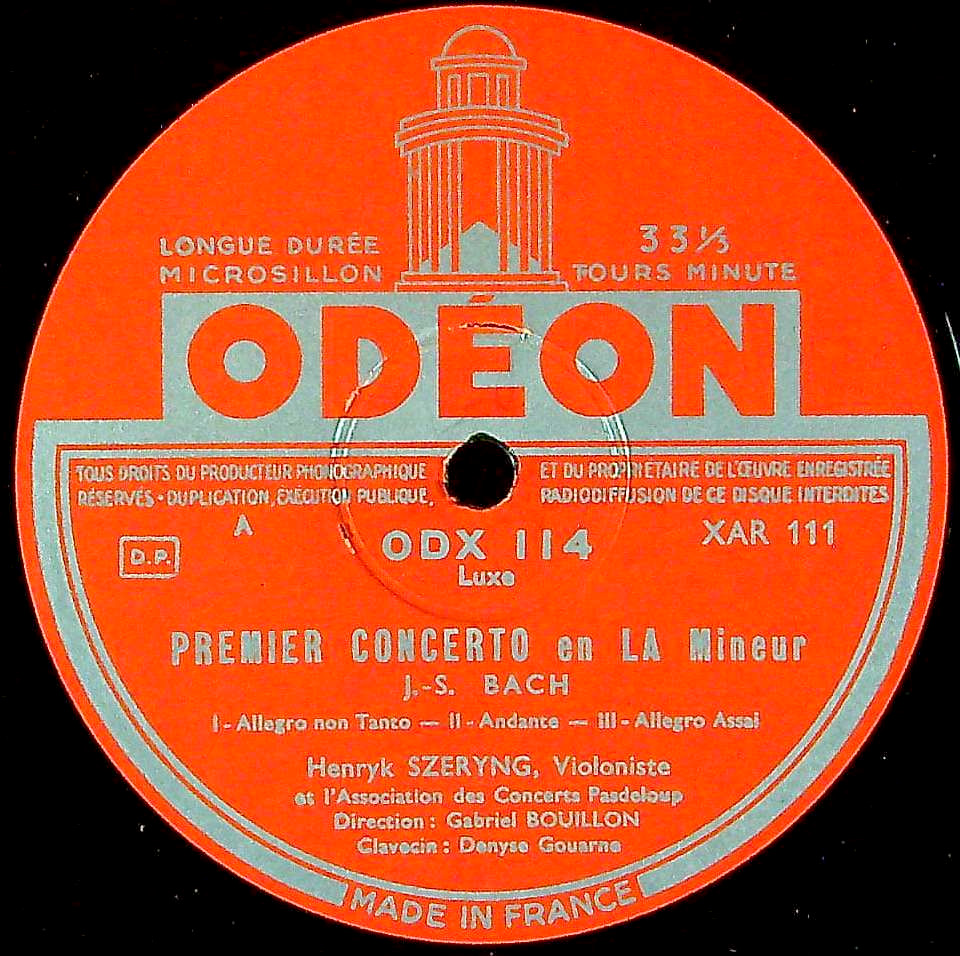 LONGUE DURÉE
MICROSILLON
33 1/3
TOURS MINUTE
ODÉON
TOUS DROITS DU PRODUCTEUR PHONOGRAPHIQUE ET DU PROPRIETAIRE DE L'ŒUVRE ENREGISTRÉE
RÉSERVÉS · DUPLICATION, EXÉCUTION PUBLIQUE, RADIODIFFUSION DE CE DISQUE INTERDITES
A
D.P.
ODX 114
XAR 111
Luxe
PREMIER CONCERTO en LA Mineur
J.-S. BACH
I - Allegro non Tanto — II - Andante — III - Allegro Assai
Henryk SZERYNG, Violoniste
et l'Association des Concerts Pasdeloup
Direction : Gabriel BOUILLON
Clavecin : Denyse Gouarne
MADE IN FRANCE